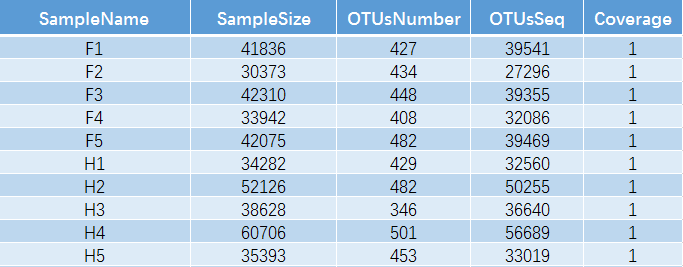 SampleName SampleSize OTUsNumber OTUsSeq Coverage
F1 41836 427 39541 1
F2 30373 434 27296 1
F3 42310 448 39355 1
F4 33942 408 32086 1
F5 42075 482 39469 1
H1 34282 429 32560 1
H2 52126 482 50255 1
H3 38628 346 36640 1
H4 60706 501 56689 1
H5 35393 453 33019 1